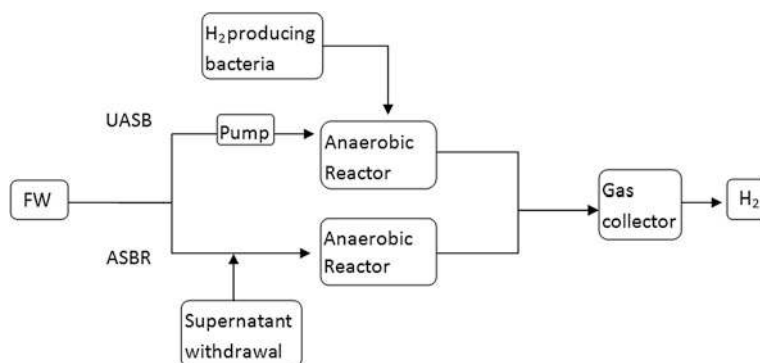 H₂producing
bacteria
UASB
Pump
Anaerobic
Reactor
FW
Gas
collector
H₂
ASBR
Anaerobic
Reactor
Supernatant
withdrawal